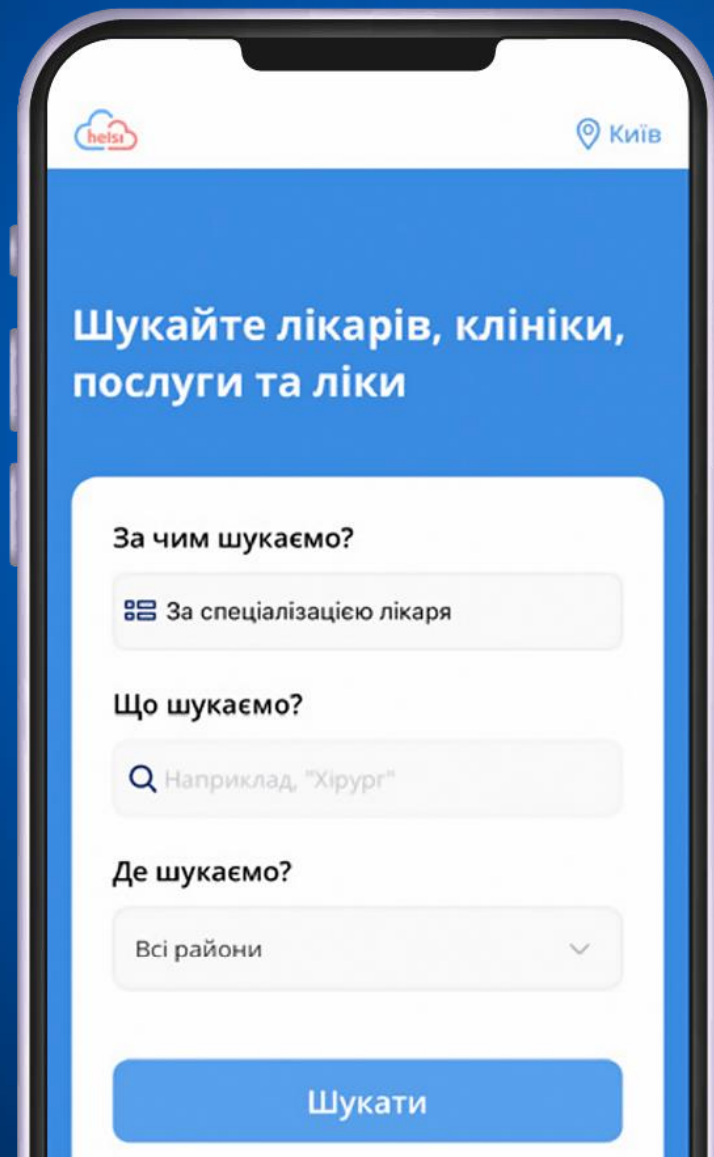 helsi
Київ
Шукайте лікарів, клініки,
послуги та ліки
За чим шукаємо?
За спеціалізацією лікаря
Що шукаємо?
Наприклад, "Хірург"
Де шукаємо?
Всі райони
Шукати